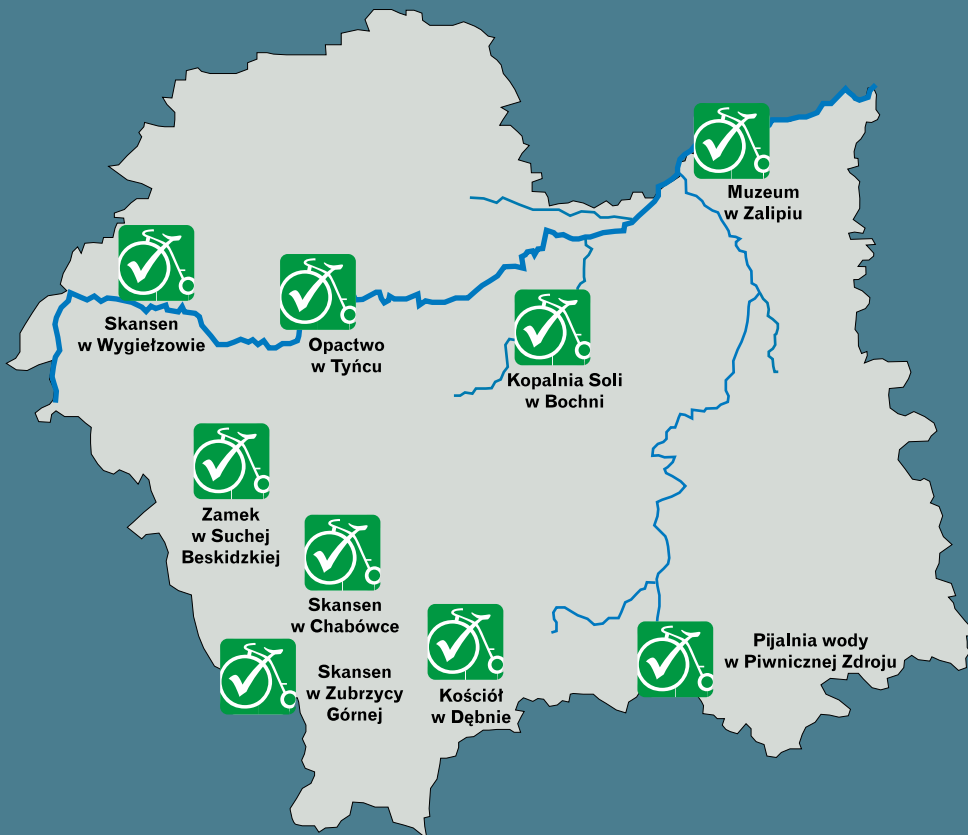 Muzeum
w Zalipiu
Skansen
w Wygiełzowie
Opactwo
w Tyńcu
Kopalnia Soli
w Bochni
Zamek
w Suchej
Beskidzkiej
Skansen
w Chabówce
Skansen
w Zubrzycy
Górnej
Kościół
w Dębnie
Pijalnia wody
w Piwnicznej Zdroju